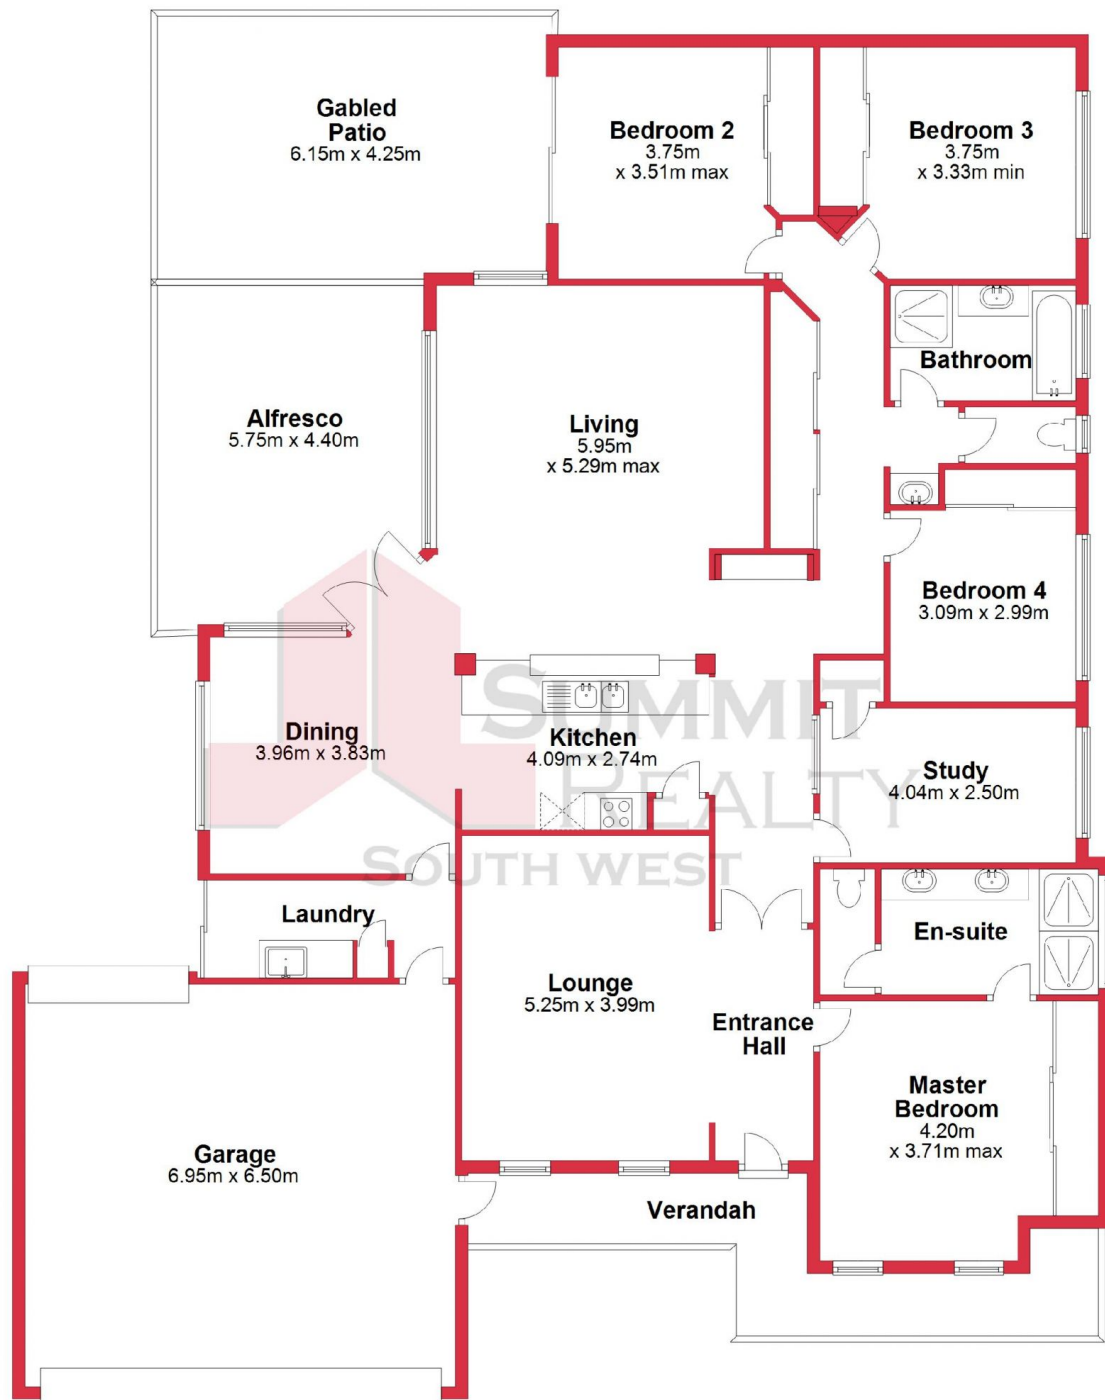 Gabled
Patio
6.15m x 4.25m
Bedroom 2
3.75m
x 3.51m max
Bedroom 3
3.75m
x 3.33m min
Bathroom
Alfresco
5.75m x 4.40m
Living
5.95m
x 5.29m max
Bedroom 4
3.09m x 2.99m
Dining
3.96m x 3.83m
Kitchen
4.09m x 2.74m
Study
4.04m x 2.50m
SUMMIT
REALTY
SOUTH WEST
Laundry
En-suite
Lounge
5.25m x 3.99m
Entrance
Hall
Master
Bedroom
4.20m
x 3.71m max
Garage
6.95m x 6.50m
Verandah